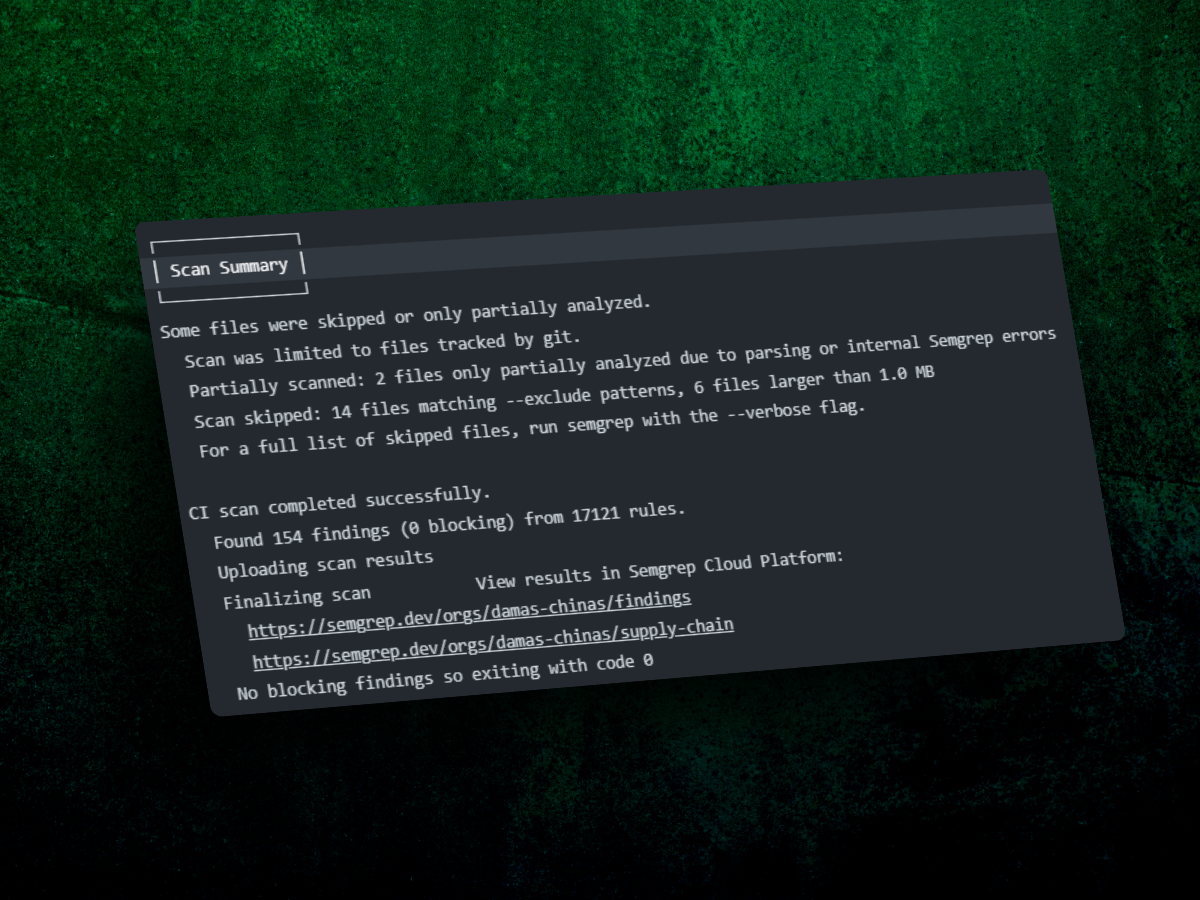 Scan Summary
Some files were skipped or only partially analyzed.
Scan was limited to files tracked by git.
Partially scanned: 2 files only partially analyzed due to parsing or internal Semgrep errors
Scan skipped: 14 files matching --exclude patterns, 6 files larger than 1.0 MB
For a full list of skipped files, run semgrep with the --verbose flag.
CI scan completed successfully.
Found 154 findings (0 blocking) from 17121 rules.
Uploading scan results
Finalizing scan View results in Semgrep Cloud Platform:
https://semgrep.dev/orgs/damas-chinas/findings
https://semgrep.dev/orgs/damas-chinas/supply-chain
No blocking findings so exiting with code 0